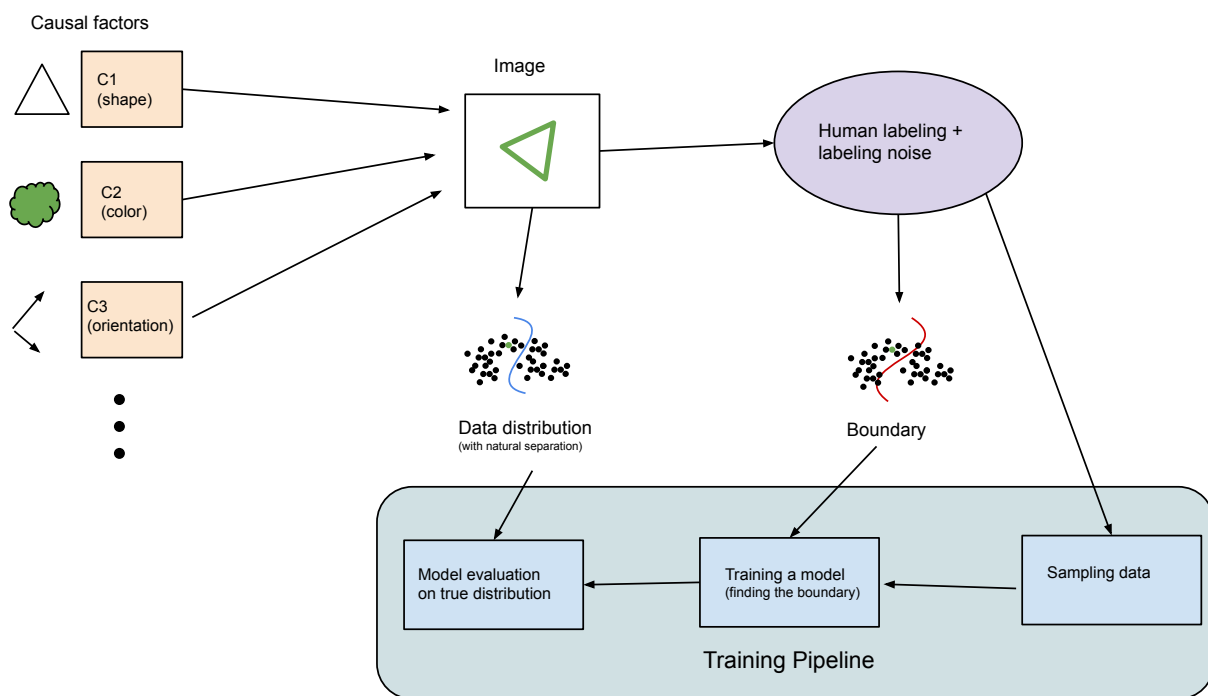 Causal factors
C1
(shape)
C2
(color)
C3
(orientation)
Image
Human labeling +
labeling noise
Data distribution
(with natural separation)
Boundary
Model evaluation
on true distribution
Training a model
(finding the boundary)
Sampling data
Training Pipeline